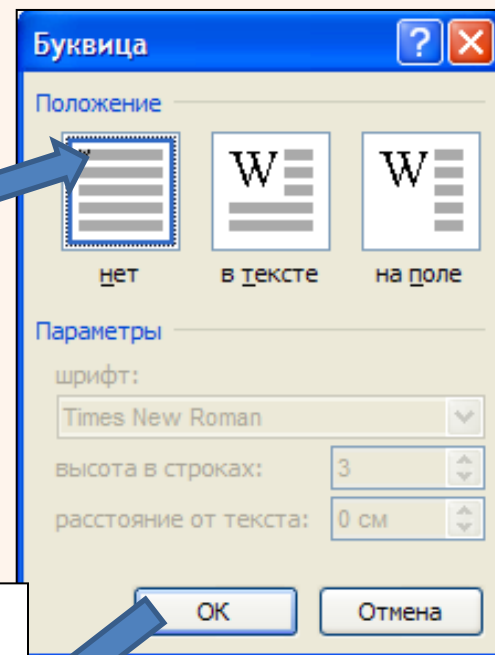 Буквица
Положение
W W W
нет в тексте на поле
Параметры
шрифт:
Times New Roman
высота в строках: 3
расстояние от текста: 0 см
ОК Отмена